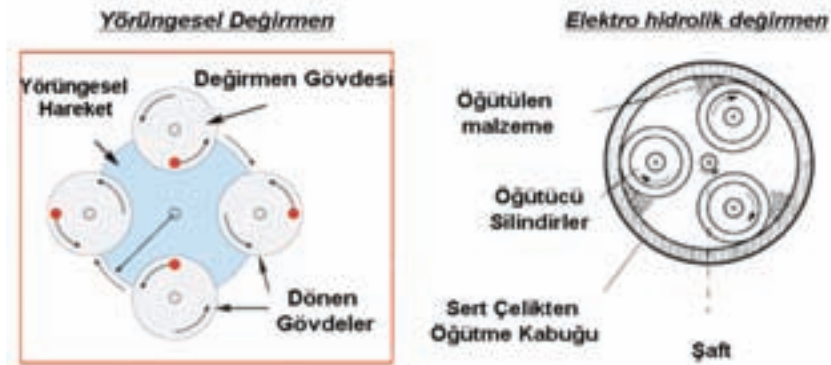 Yörüngesel Değirmen
Yörüngesel
Hareket
Değirmen Gövdesi
Dönen
Gövdeler
Elektro hidrolik değirmen
Öğütülen
malzeme
Öğütücü
Silindirler
Sert Çelikten
Öğütme Kabuğu
Şaft